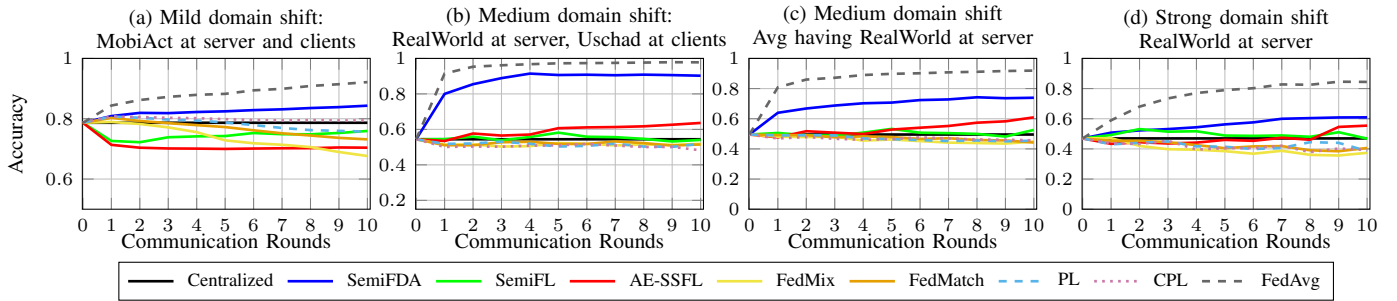 (a) Mild domain shift:
MobiAct at server and clients
(b) Medium domain shift:
RealWorld at server, Uschad at clients
(c) Medium domain shift
Avg having RealWorld at server
(d) Strong domain shift
RealWorld at server
Accuracy
1
0.8
0.6
0 1 2 3 4 5 6 7 8 9 10
Communication Rounds
1
0.8
0.6
0.4
0.2
0 1 2 3 4 5 6 7 8 9 10
Communication Rounds
1
0.8
0.6
0.4
0.2
0
0 1 2 3 4 5 6 7 8 9 10
Communication Rounds
1
0.8
0.6
0.4
0.2
0
0 1 2 3 4 5 6 7 8 9 10
Communication Rounds
Centralized SemiFDA SemiFL AE-SSFL FedMix FedMatch PL CPL FedAvg